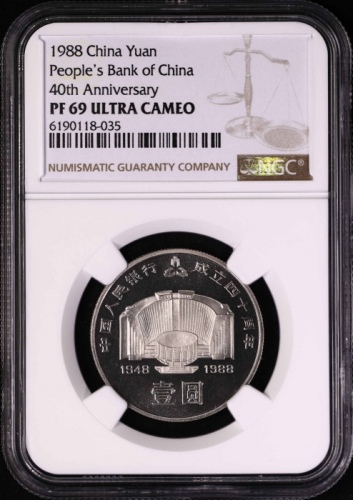 1988 China Yuan
People's Bank of China
40th Anniversary
PF 69 ULTRA CAMEO
6190118-035
NUMISMATIC GUARANTY COMPANY
NGC®
中国人民银行 成立四十周年
1948 1988
壹圆